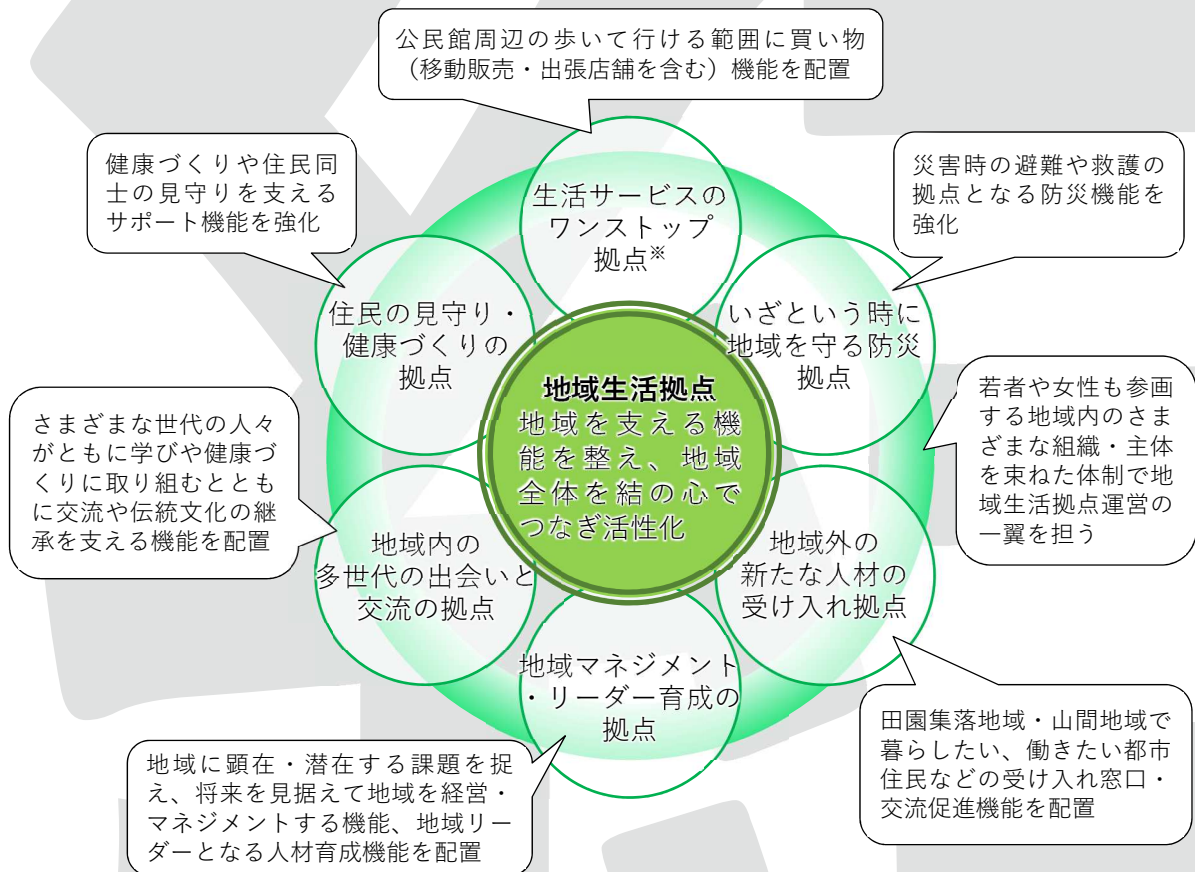 公民館周辺の歩いて行ける範囲に買い物
（移動販売・出張店舗を含む）機能を配置
健康づくりや住民同
士の見守りを支える
サポート機能を強化
災害時の避難や救護の
拠点となる防災機能を
強化
生活サービスの
ワンストップ
拠点※
住民の見守り・
健康づくりの
拠点
いざという時に
地域を守る防災
拠点
地域生活拠点
地域を支える機
能を整え、地域
全体を結の心で
つなぎ活性化
さまざまな世代の人々
がともに学びや健康づ
くりに取り組むととも
に交流や伝統文化の継
承を支える機能を配置
若者や女性も参画
する地域内のさま
ざまな組織・主体
を束ねた体制で地
域生活拠点運営の
一翼を担う
地域内の
多世代の出会いと
交流の拠点
地域外の
新たな人材の
受け入れ拠点
地域マネジメント
・リーダー育成の
拠点
地域に顕在・潜在する課題を捉
え、将来を見据えて地域を経営・
マネジメントする機能、地域リー
ダーとなる人材育成機能を配置
田園集落地域・山間地域で
暮らしたい、働きたい都市
住民などの受け入れ窓口・
交流促進機能を配置